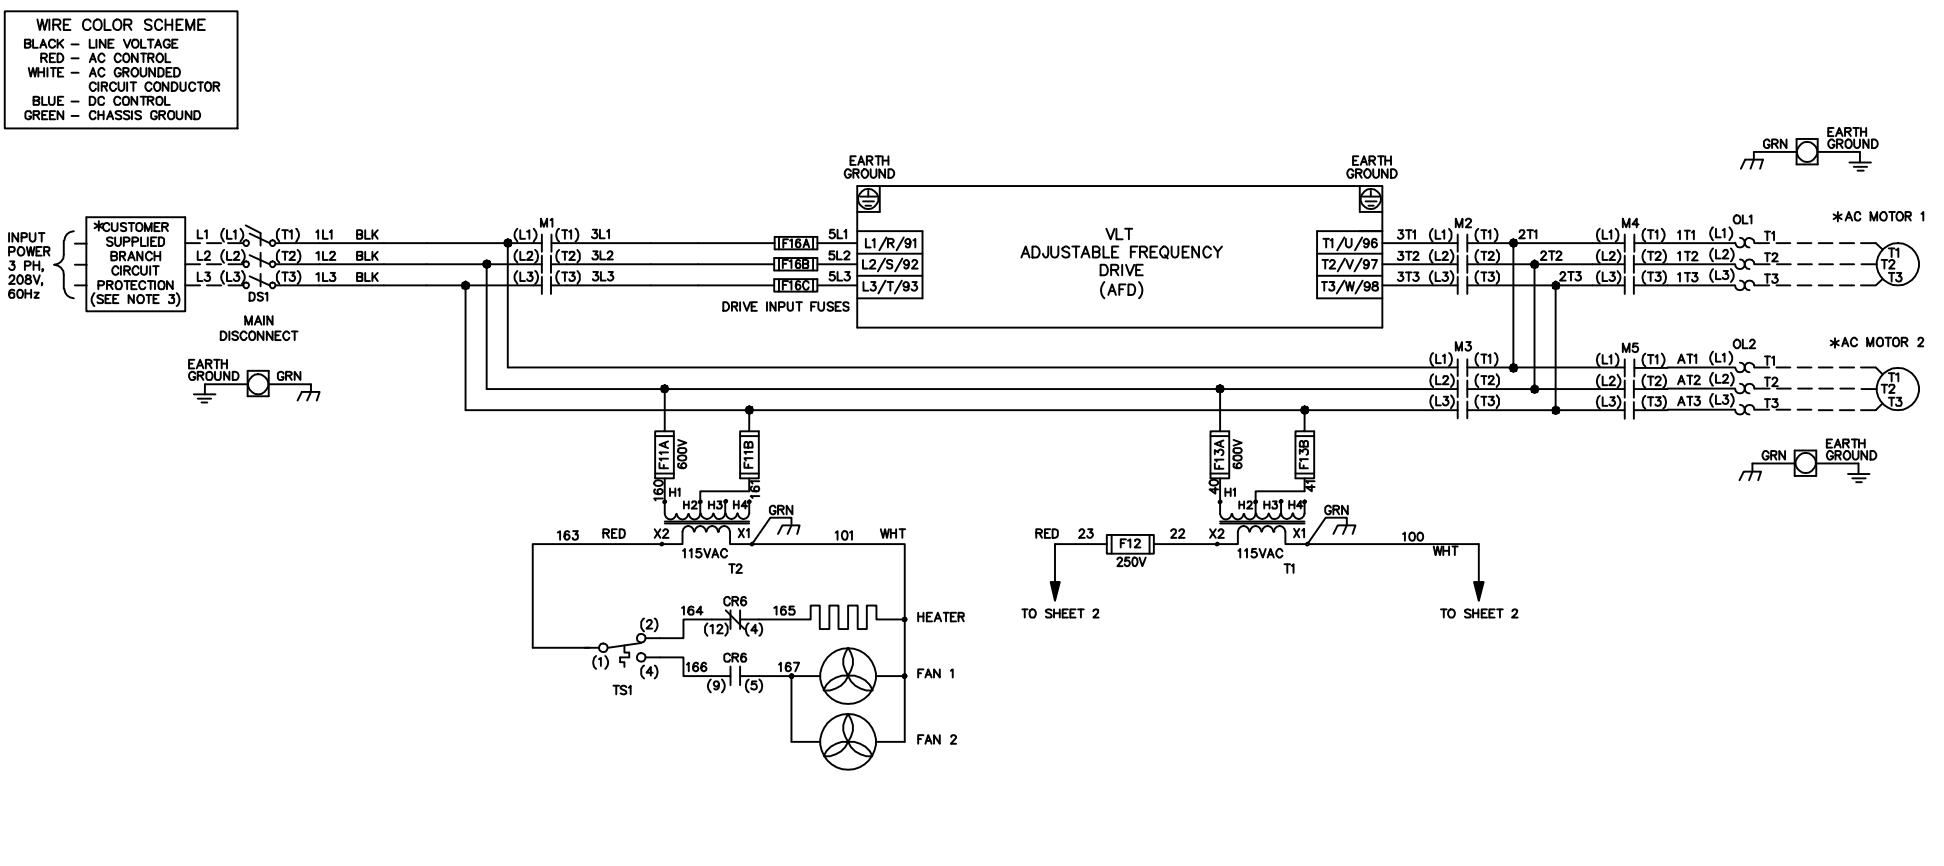 WIRE COLOR SCHEME
BLACK – LINE VOLTAGE
RED – AC CONTROL
WHITE – AC GROUNDED
CIRCUIT CONDUCTOR
BLUE – DC CONTROL
GREEN – CHASSIS GROUND
INPUT
POWER
3 PH,
208V,
60Hz
*CUSTOMER
SUPPLIED
BRANCH
CIRCUIT
PROTECTION
(SEE NOTE 3)
L1 (L1) (T1) 1L1 BLK
L2 (L2) (T2) 1L2 BLK
L3 (L3) (T3) 1L3 BLK
DS1
MAIN
DISCONNECT
EARTH
GROUND
GRN
M1
(L1) (T1) 3L1
(L2) (T2) 3L2
(L3) (T3) 3L3
F16A 5L1
F16B 5L2
F16C 5L3
DRIVE INPUT FUSES
EARTH
GROUND
L1/R/91
L2/S/92
L3/T/93
VLT
ADJUSTABLE FREQUENCY
DRIVE
(AFD)
EARTH
GROUND
T1/U/96
T2/V/97
T3/W/98
M2
3T1 (L1) (T1) 2T1
3T2 (L2) (T2) 2T2
3T3 (L3) (T3) 2T3
M4
(L1) (T1) 1T1 (L1) T1
(L2) (T2) 1T2 (L2) T2
(L3) (T3) 1T3 (L3) T3
OL1
*AC MOTOR 1
T1
T2
T3
GRN
EARTH
GROUND
M3
(L1) (T1)
(L2) (T2)
(L3) (T3)
M5
(L1) (T1) AT1 (L1) T1
(L2) (T2) AT2 (L2) T2
(L3) (T3) AT3 (L3) T3
OL2
*AC MOTOR 2
T1
T2
T3
GRN
EARTH
GROUND
F11A
600V
F11B
160
161
H1
H2 H3 H4
GRN
163 RED X2 X1 101 WHT
115VAC
T2
F13A
600V
F13B
40
41
H1
H2 H3 H4
GRN
RED 23 F12 22 X2 X1 100
WHT
250V
115VAC
T1
TO SHEET 2
TO SHEET 2
164 CR6 165
(12) (4)
HEATER
(2)
(1)
(4)
TS1
166 CR6 167
(9) (5)
FAN 1
FAN 2